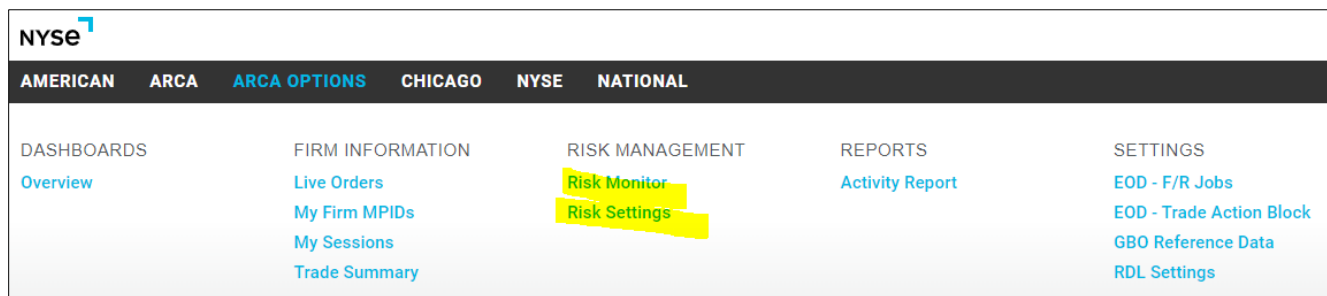 NYSE
AMERICAN ARCA ARCA OPTIONS CHICAGO NYSE NATIONAL
DASHBOARDS
Overview
FIRM INFORMATION
Live Orders
My Firm MPIDs
My Sessions
Trade Summary
RISK MANAGEMENT
Risk Monitor
Risk Settings
REPORTS
Activity Report
SETTINGS
EOD - F/R Jobs
EOD - Trade Action Block
GBO Reference Data
RDL Settings